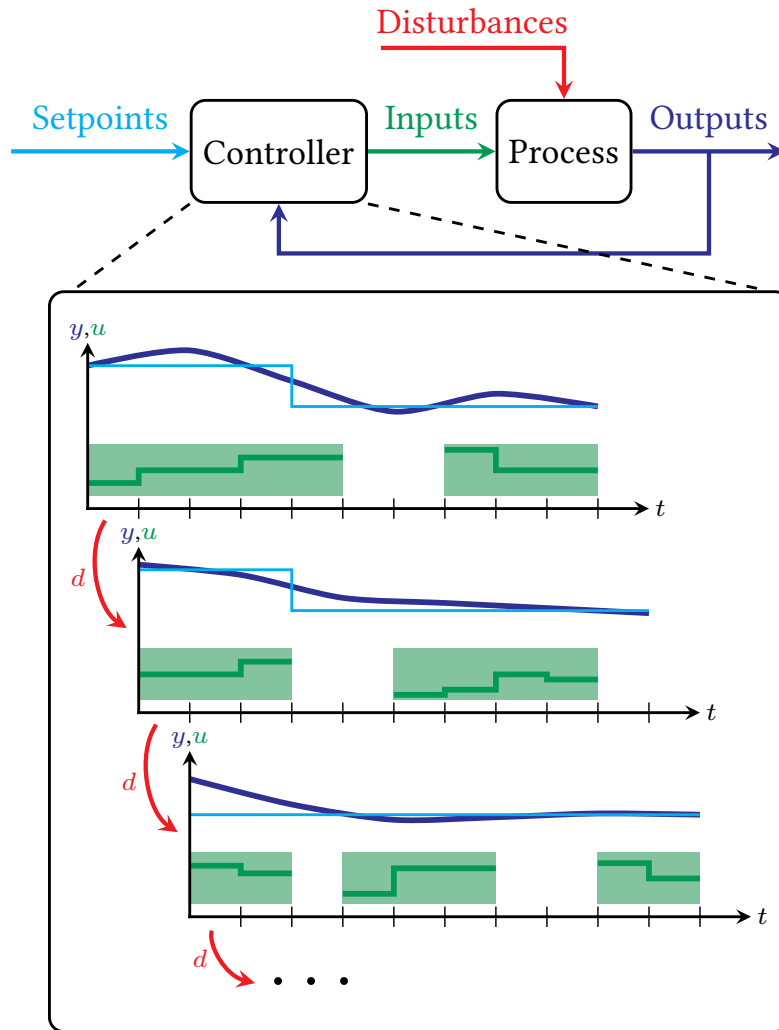 Disturbances
Setpoints
Controller
Inputs
Process
Outputs
y,u
t
d
y,u
t
d
y,u
t
d